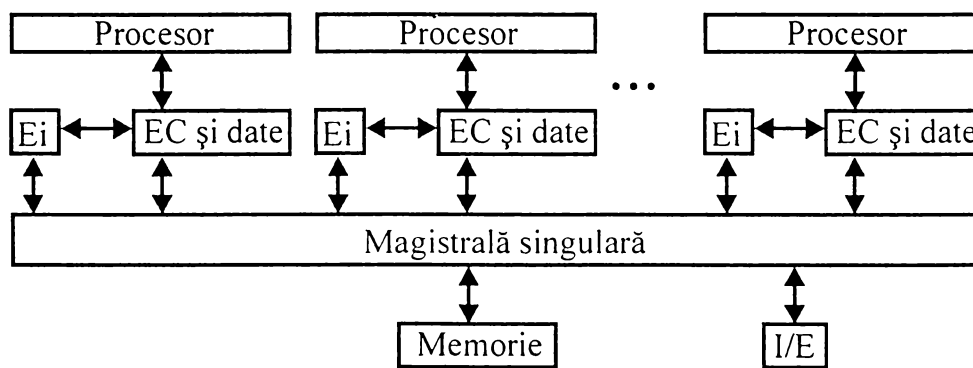 Procesor Procesor Procesor
...
Ei EC şi date Ei EC şi date Ei EC şi date
Magistrală singulară
Memorie I/E